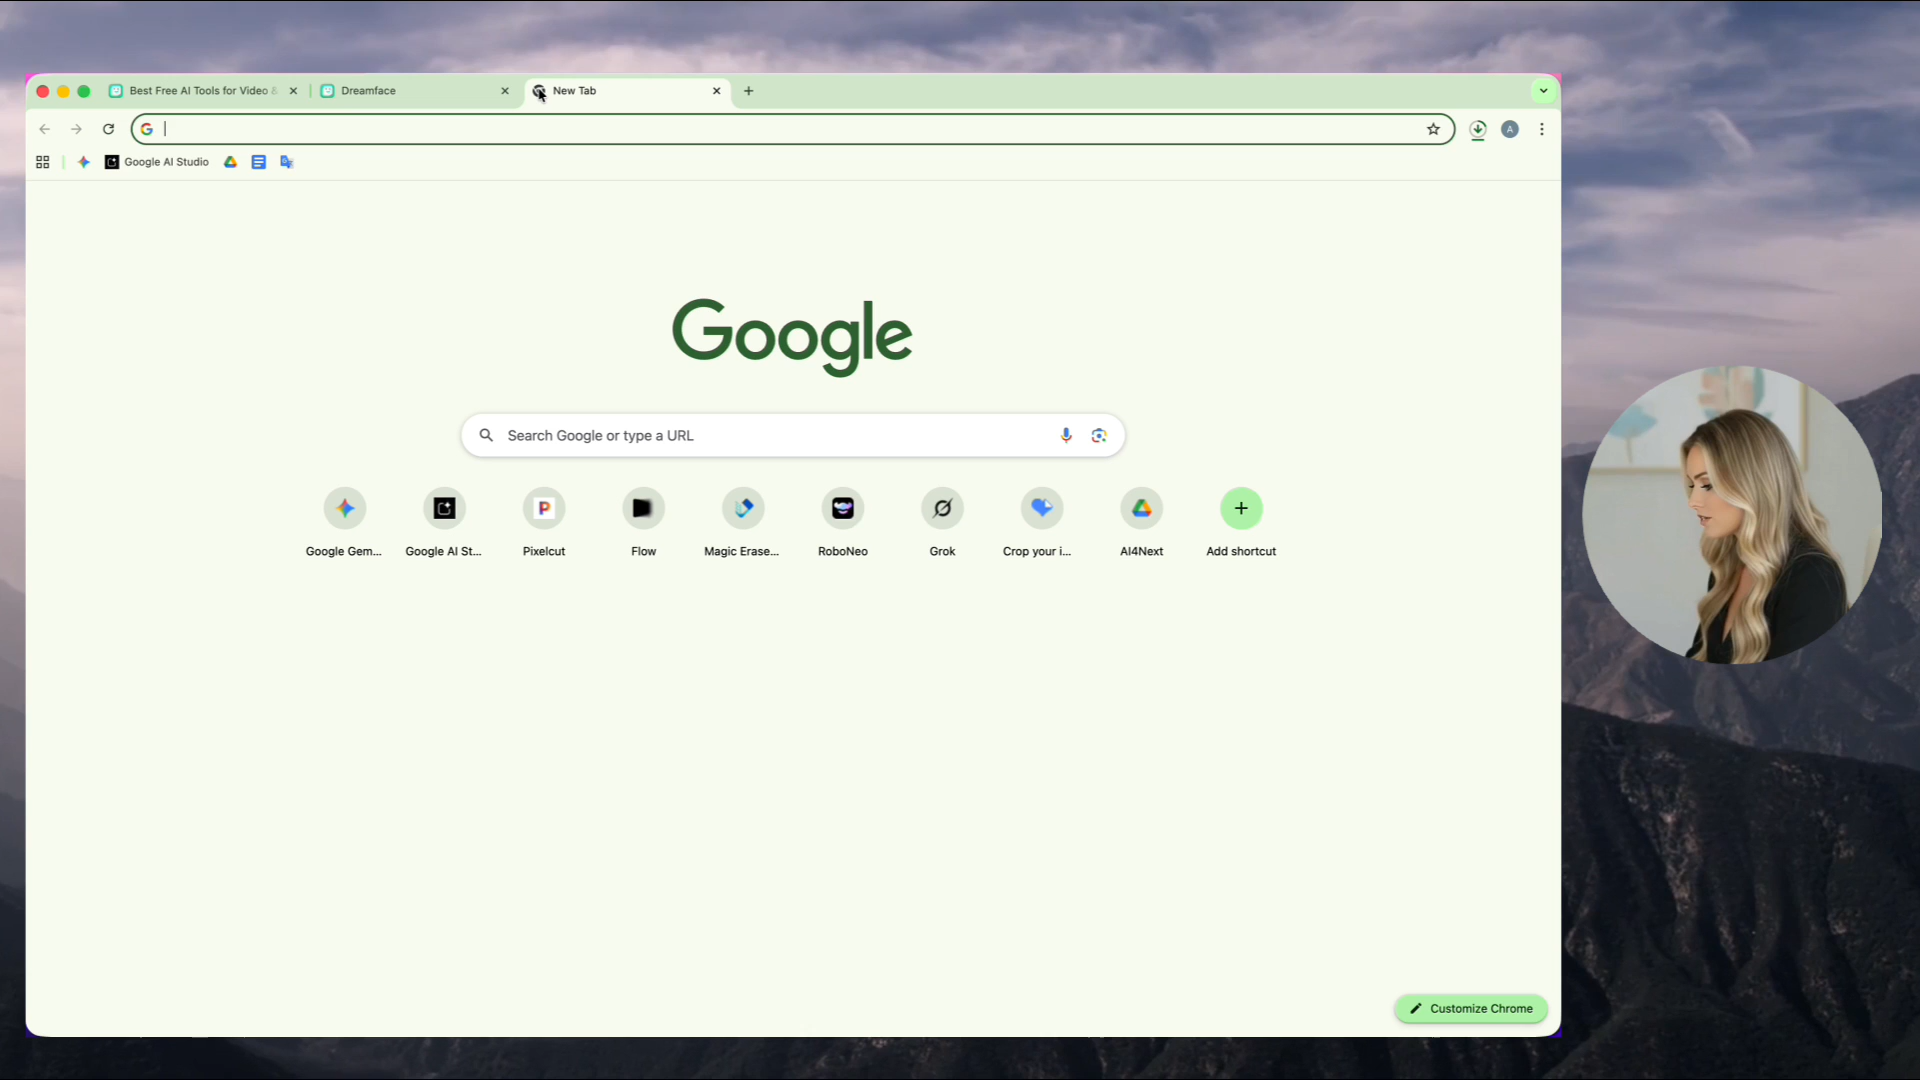 Best Free AI Tools for Video &
Dreamface
New Tab
A
Google AI Studio
Google
Search Google or type a URL
Google Gem...
Google AI St...
Pixelcut
Flow
Magic Erase...
RoboNeo
Grok
Crop your i...
AI4Next
Add shortcut
Customize Chrome